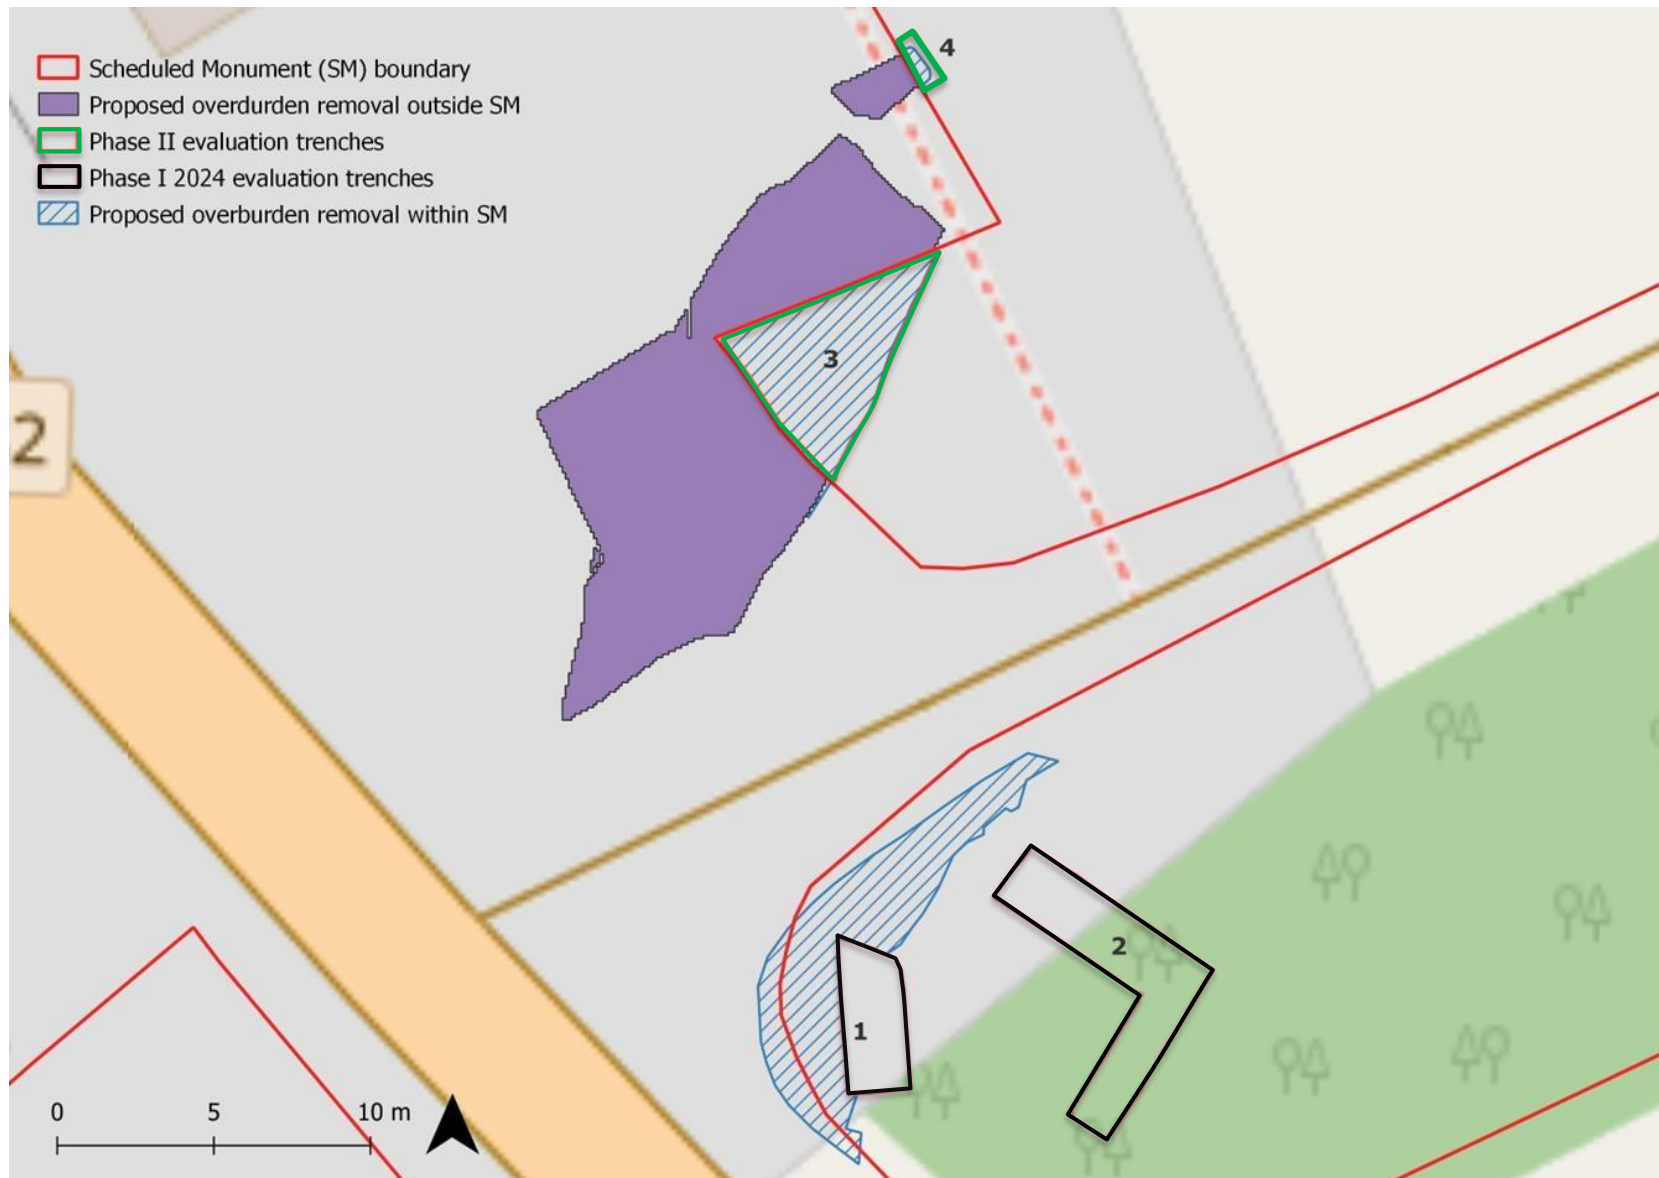 Scheduled Monument (SM) boundary
Proposed overdurden removal outside SM
Phase II evaluation trenches
Phase I 2024 evaluation trenches
Proposed overburden removal within SM
4
3
2
2
1
0 5 10 m